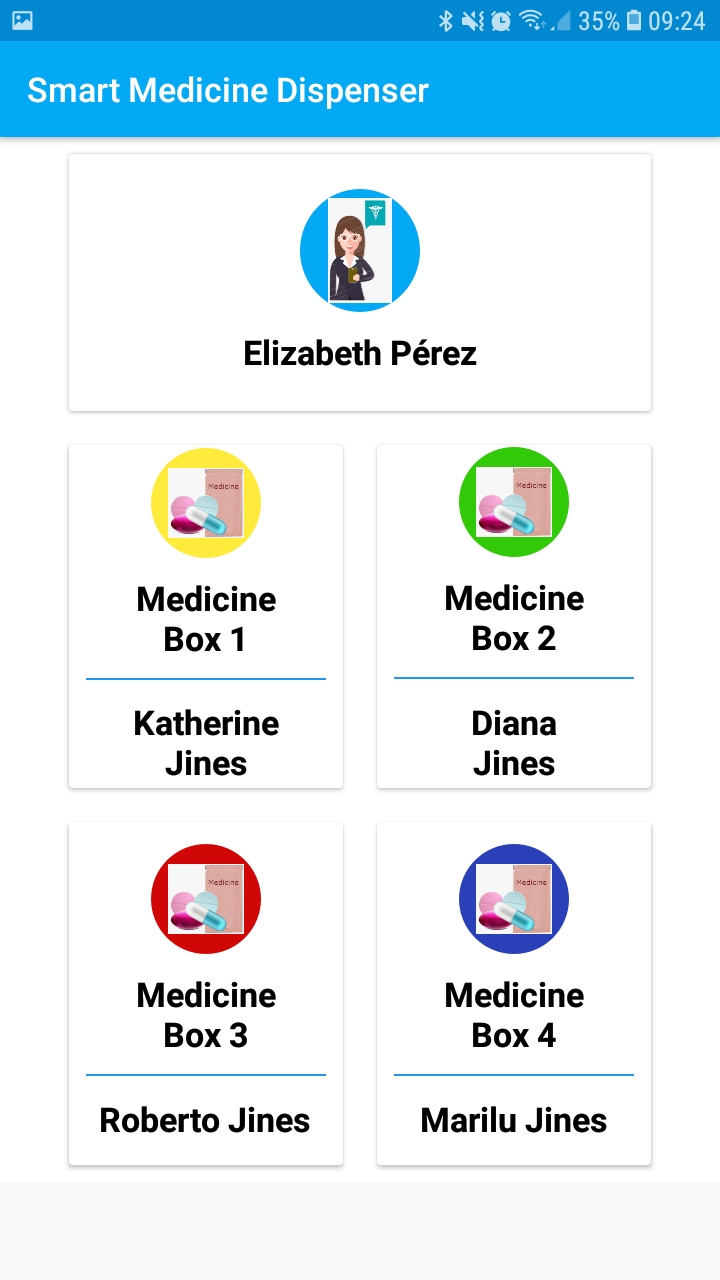 35% 09:24
Smart Medicine Dispenser
Elizabeth Pérez
Medicine
Medicine
Box 1
Katherine
Jines
Medicine
Medicine
Box 2
Diana
Jines
Medicine
Medicine
Box 3
Roberto Jines
Medicine
Medicine
Box 4
Marilu Jines